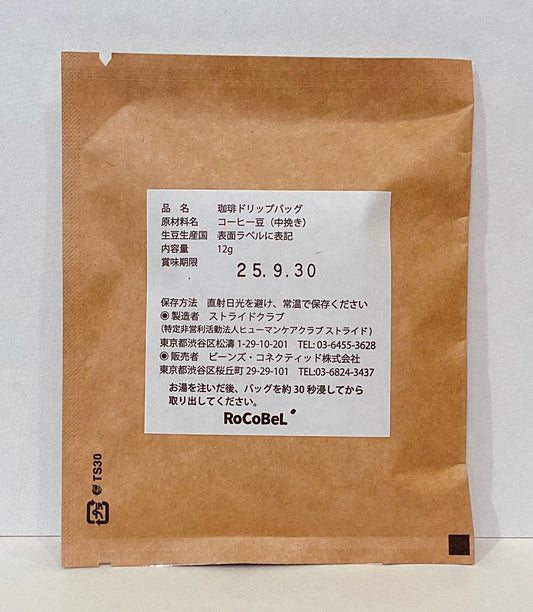 品　名　　珈琲ドリップバッグ
原材料名　コーヒー豆（中挽き）
生豆生産国　表面ラベルに表記
内容量　　12g
賞味期限
25.9.30
保存方法　直射日光を避け、常温で保存ください
◉ 製造者　ストライドクラブ
（特定非営利活動法人ヒューマンケアクラブ ストライド）
東京都渋谷区松濤 1-29-10-201　TEL: 03-6455-3628
◉ 販売者　ビーンズ・コネクティッド株式会社
東京都渋谷区桜丘町 29-29-101　TEL:03-6824-3437
お湯を注いだ後、バッグを約 30 秒浸してから
取り出してください。
RoCoBeL
プラ
TS30